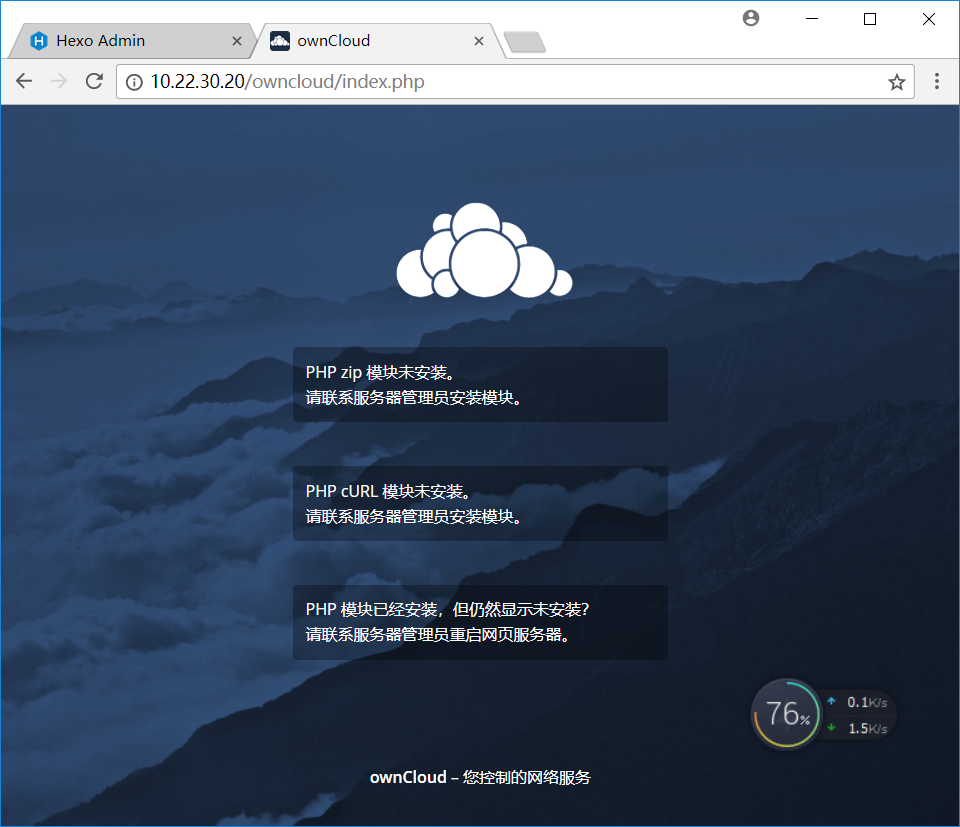 Hexo Admin
ownCloud
10.22.30.20/owncloud/index.php
PHP zip 模块未安装。
请联系服务器管理员安装模块。
PHP cURL 模块未安装。
请联系服务器管理员安装模块。
PHP 模块已经安装，但仍然显示未安装？
请联系服务器管理员重启网页服务器。
76%
0.1K/s
1.5K/s
ownCloud – 您控制的网络服务